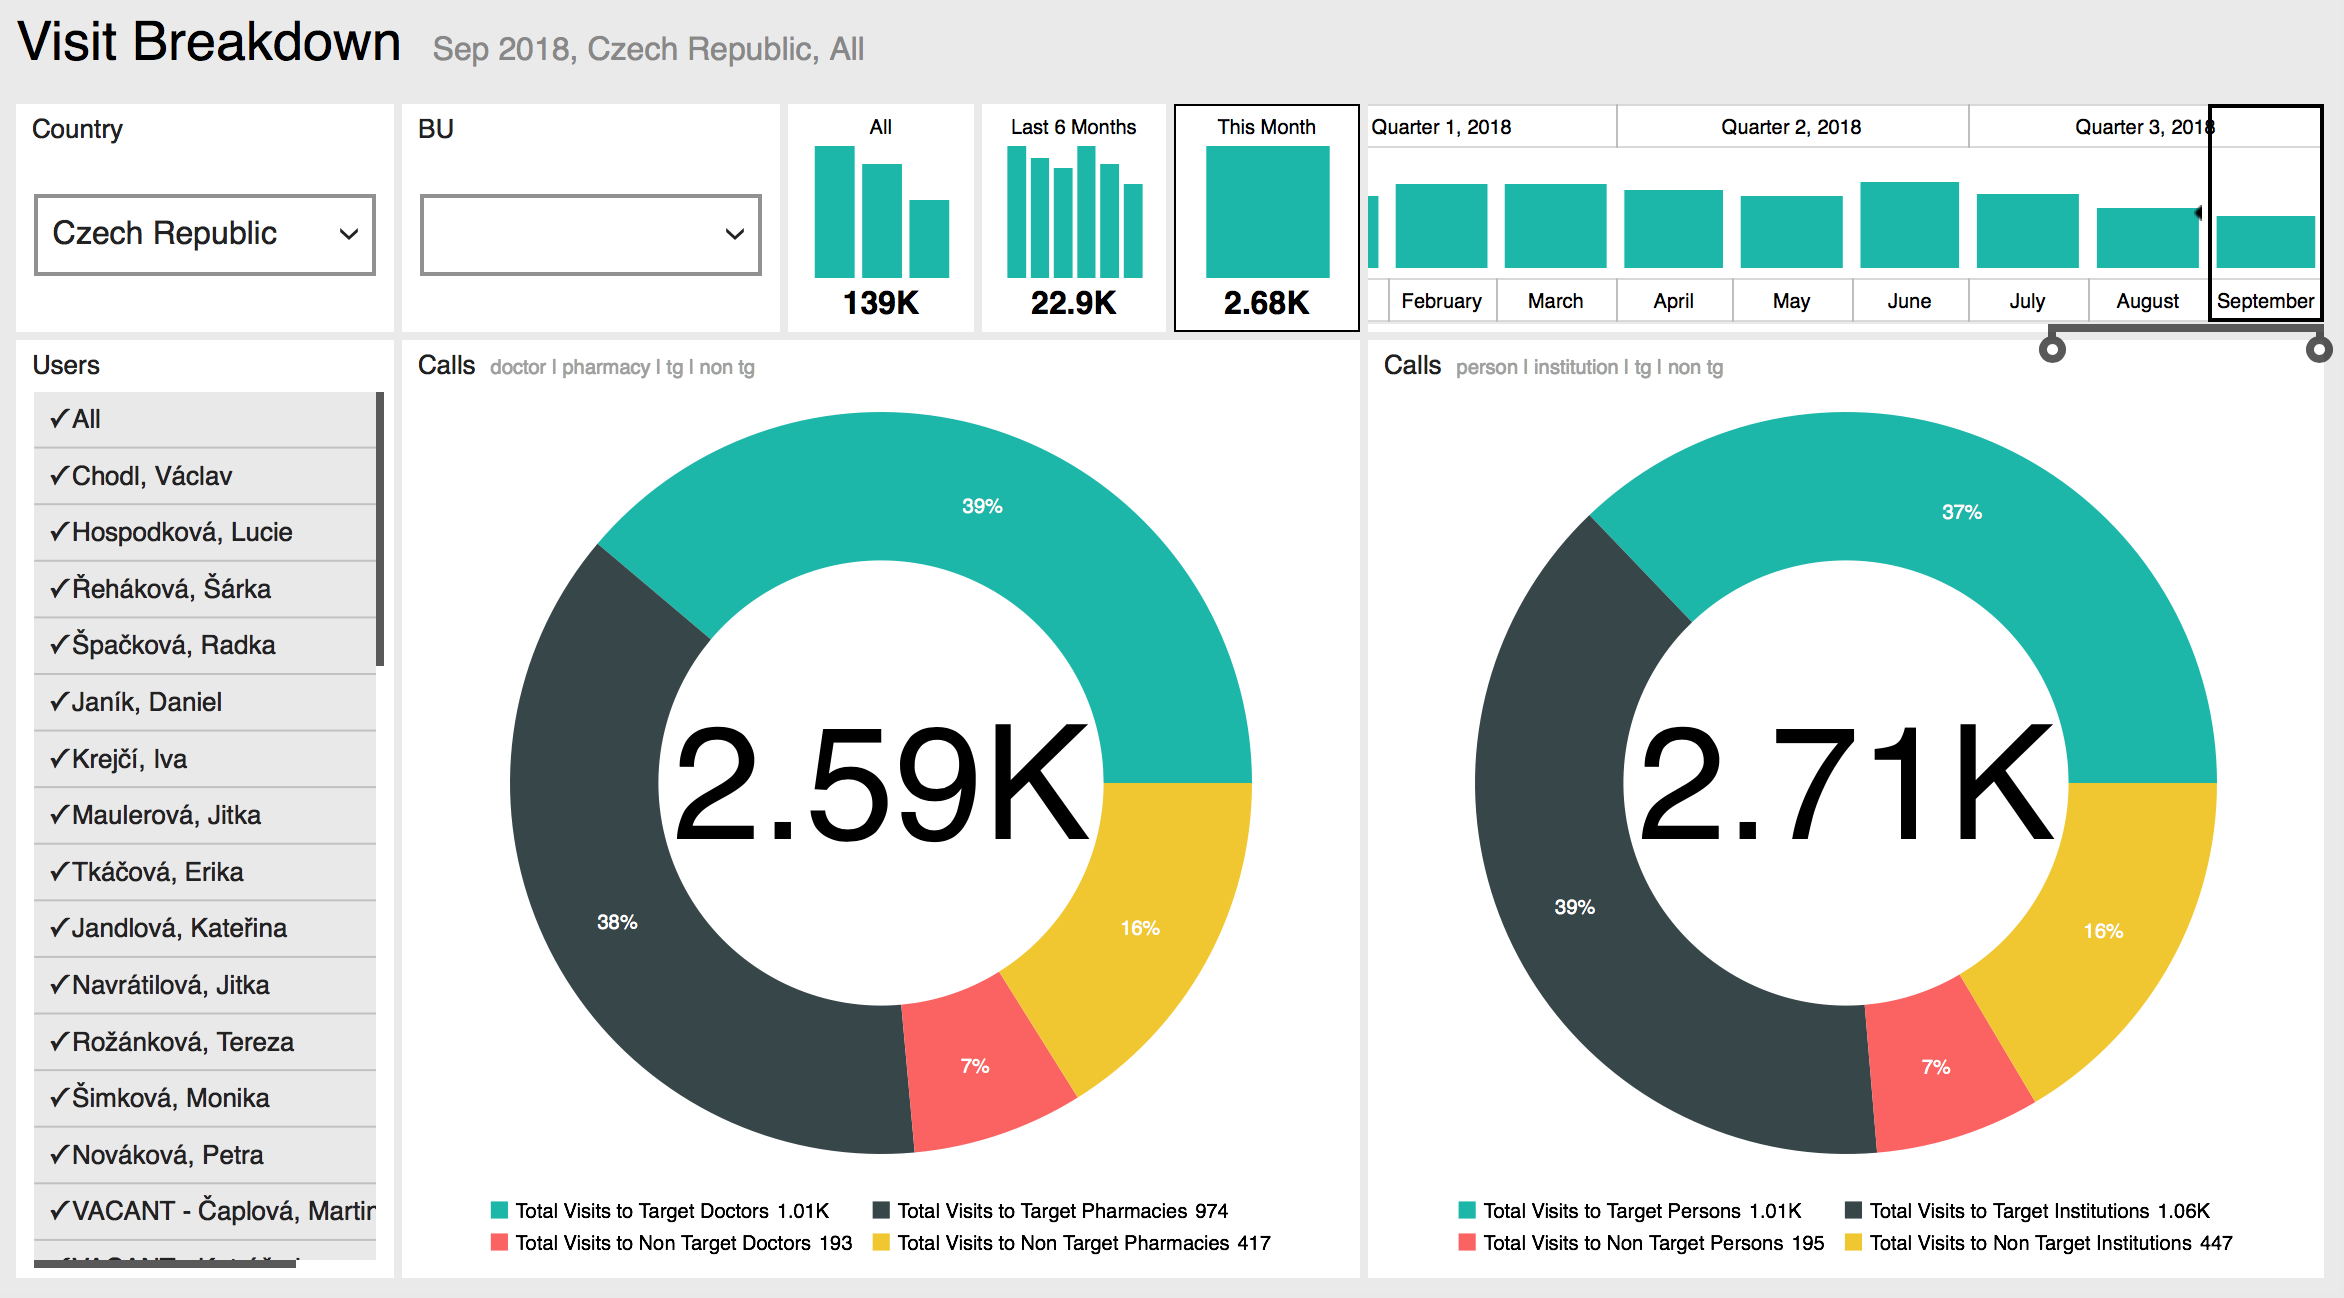 Visit Breakdown Sep 2018, Czech Republic, All
Country
Czech Republic
BU
All
139K
Last 6 Months
22.9K
This Month
2.68K
Quarter 1, 2018 Quarter 2, 2018 Quarter 3, 2018
February March April May June July August September
Users
✓All
✓Chodl, Václav
✓Hospodková, Lucie
✓Řeháková, Šárka
✓Špačková, Radka
✓Janík, Daniel
✓Krejčí, Iva
✓Maulerová, Jitka
✓Tkáčová, Erika
✓Jandlová, Kateřina
✓Navrátilová, Jitka
✓Rožánková, Tereza
✓Šimková, Monika
✓Nováková, Petra
✓VACANT - Čaplová, Martin
Calls doctor | pharmacy | tg | non tg
39%
38%
2.59K
16%
7%
Total Visits to Target Doctors 1.01K Total Visits to Target Pharmacies 974
Total Visits to Non Target Doctors 193 Total Visits to Non Target Pharmacies 417
Calls person | institution | tg | non tg
37%
39%
2.71K
16%
7%
Total Visits to Target Persons 1.01K Total Visits to Target Institutions 1.06K
Total Visits to Non Target Persons 195 Total Visits to Non Target Institutions 447